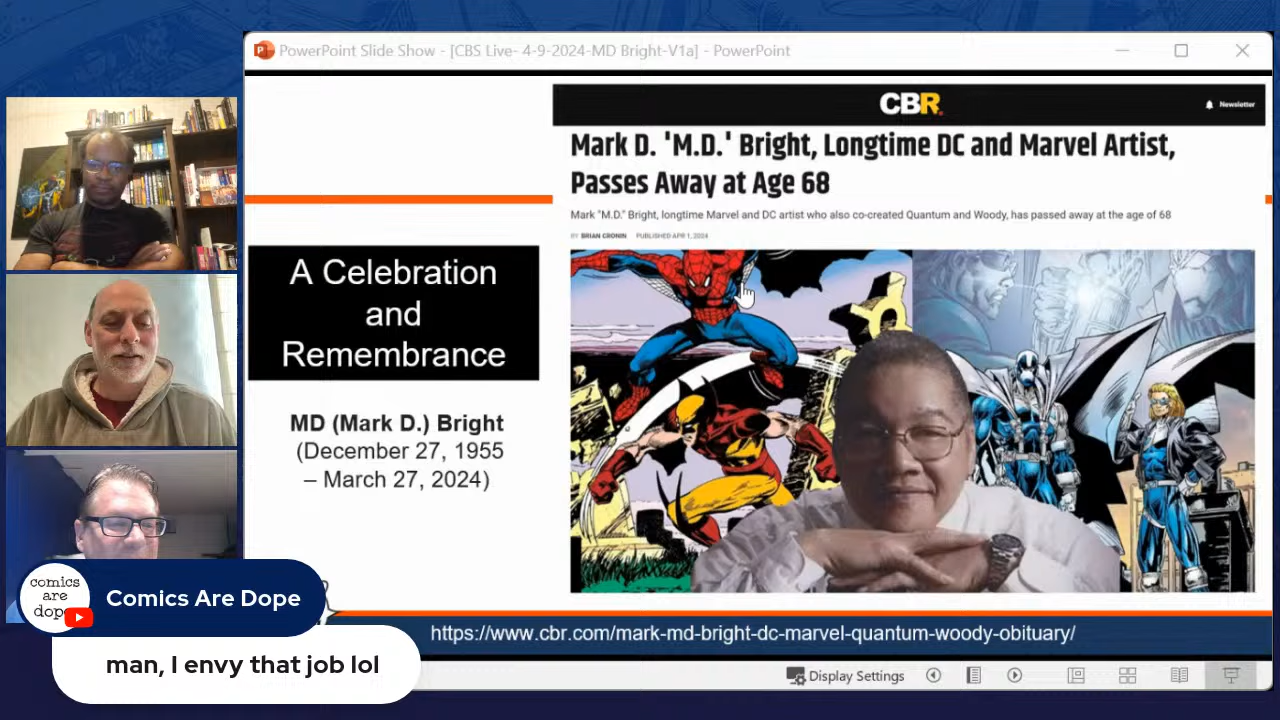 PowerPoint Slide Show - [CBS Live- 4-9-2024-MD Bright-V1a] - PowerPoint
CBR
Newsletter
Mark D. 'M.D.' Bright, Longtime DC and Marvel Artist,
Passes Away at Age 68
Mark "M.D." Bright, longtime Marvel and DC artist who also co-created Quantum and Woody, has passed away at the age of 68
BY BRIAN CRONIN PUBLISHED APR 1, 2024
A Celebration
and
Remembrance
MD (Mark D.) Bright
(December 27, 1955
– March 27, 2024)
comics
are
dope
Comics Are Dope
man, I envy that job lol
https://www.cbr.com/mark-md-bright-dc-marvel-quantum-woody-obituary/
Display Settings